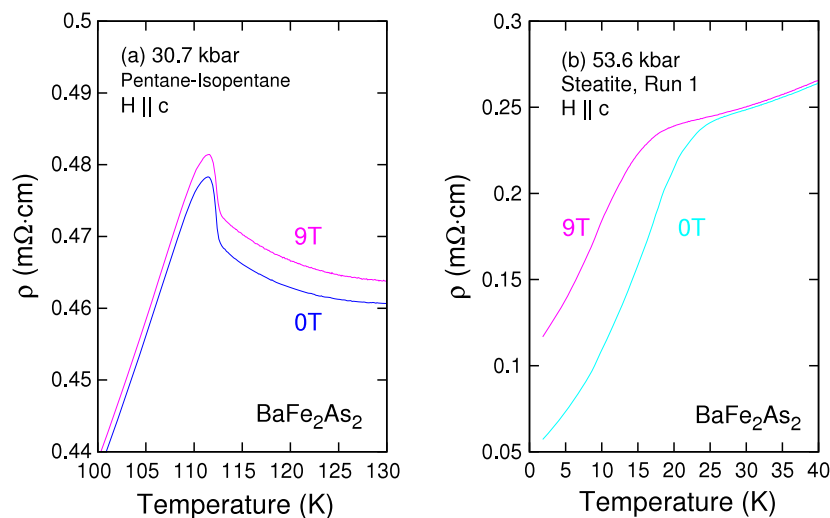 (a) 30.7 kbar
Pentane-Isopentane
H || c
9T
0T
BaFe₂As₂
ρ (mΩ·cm)
0.5
0.49
0.48
0.47
0.46
0.45
0.44
100 105 110 115 120 125 130
Temperature (K)
(b) 53.6 kbar
Steatite, Run 1
H || c
9T
0T
BaFe₂As₂
ρ (mΩ·cm)
0.3
0.25
0.2
0.15
0.1
0.05
0 5 10 15 20 25 30 35 40
Temperature (K)